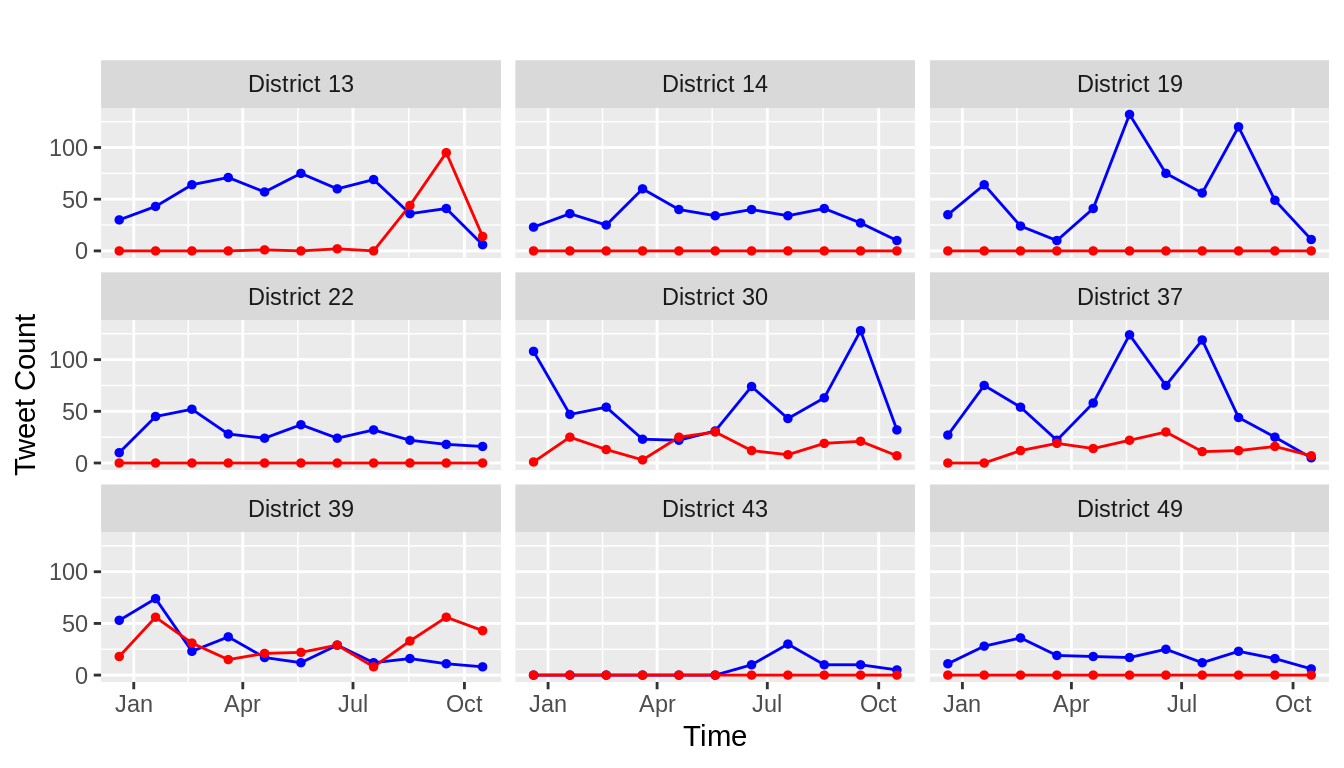 District 13
District 14
District 19
100
50
0
District 22
District 30
District 37
100
50
0
District 39
District 43
District 49
100
50
0
Jan Apr Jul Oct
Jan Apr Jul Oct
Jan Apr Jul Oct
Time
Tweet Count